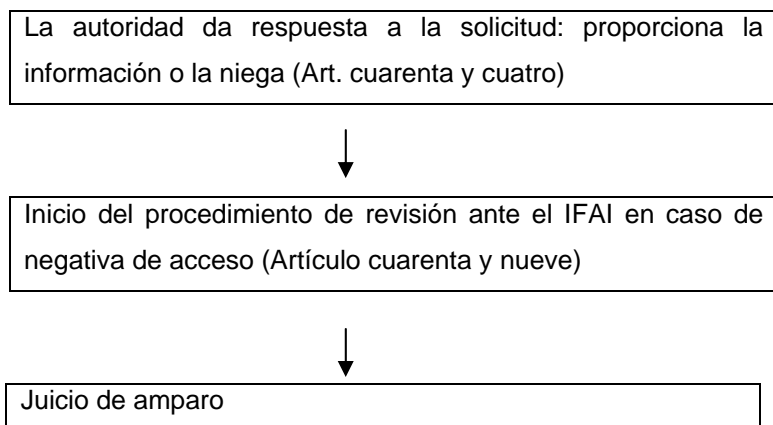 La autoridad da respuesta a la solicitud: proporciona la
información o la niega (Art. cuarenta y cuatro)
Inicio del procedimiento de revisión ante el IFAI en caso de
negativa de acceso (Artículo cuarenta y nueve)
Juicio de amparo